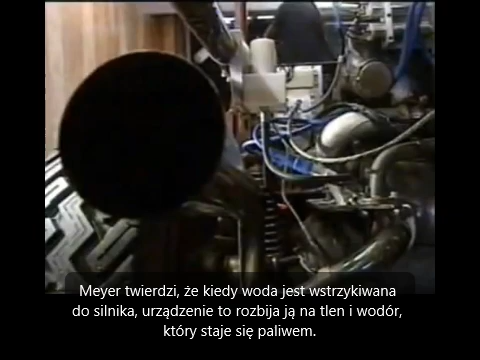 Meyer twierdzi, że kiedy woda jest wstrzykiwana
do silnika, urządzenie to rozbija ją na tlen i wodór,
który staje się paliwem.